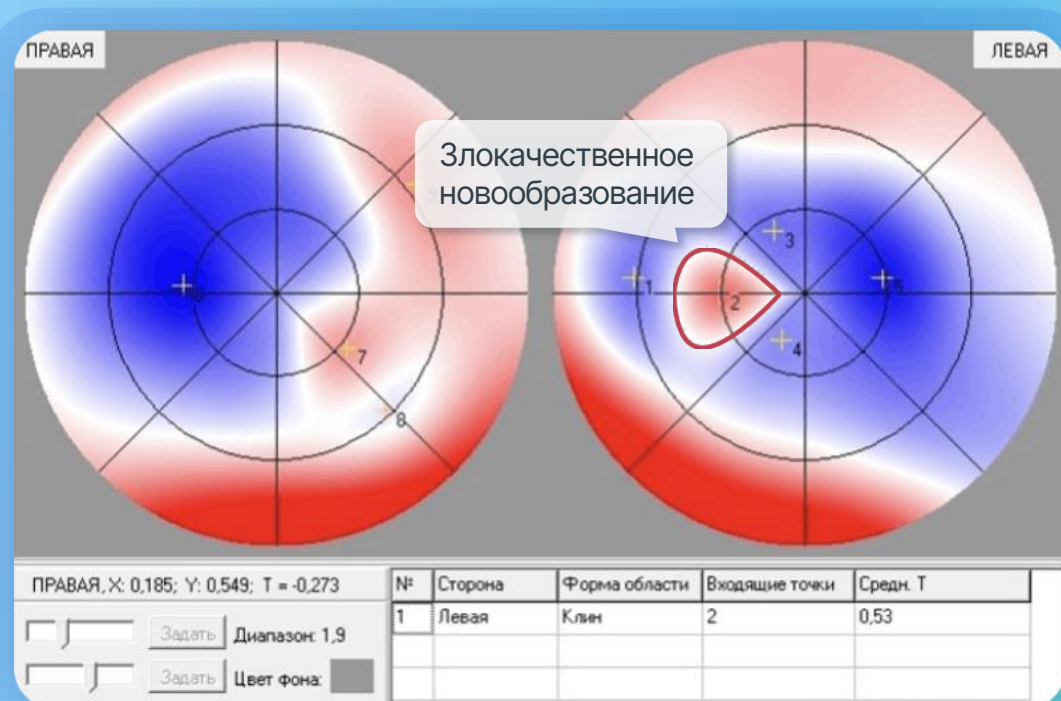 ПРАВАЯ
ЛЕВАЯ
Злокачественное
новообразование
3
1
5
2
4
7
8
ПРАВАЯ, X: 0,185; Y: 0,549; T = -0,273
Задать Диапазон: 1,9
Задать Цвет фона:
№ Сторона Форма области Входящие точки Средн. Т
1 Левая Клин 2 0,53